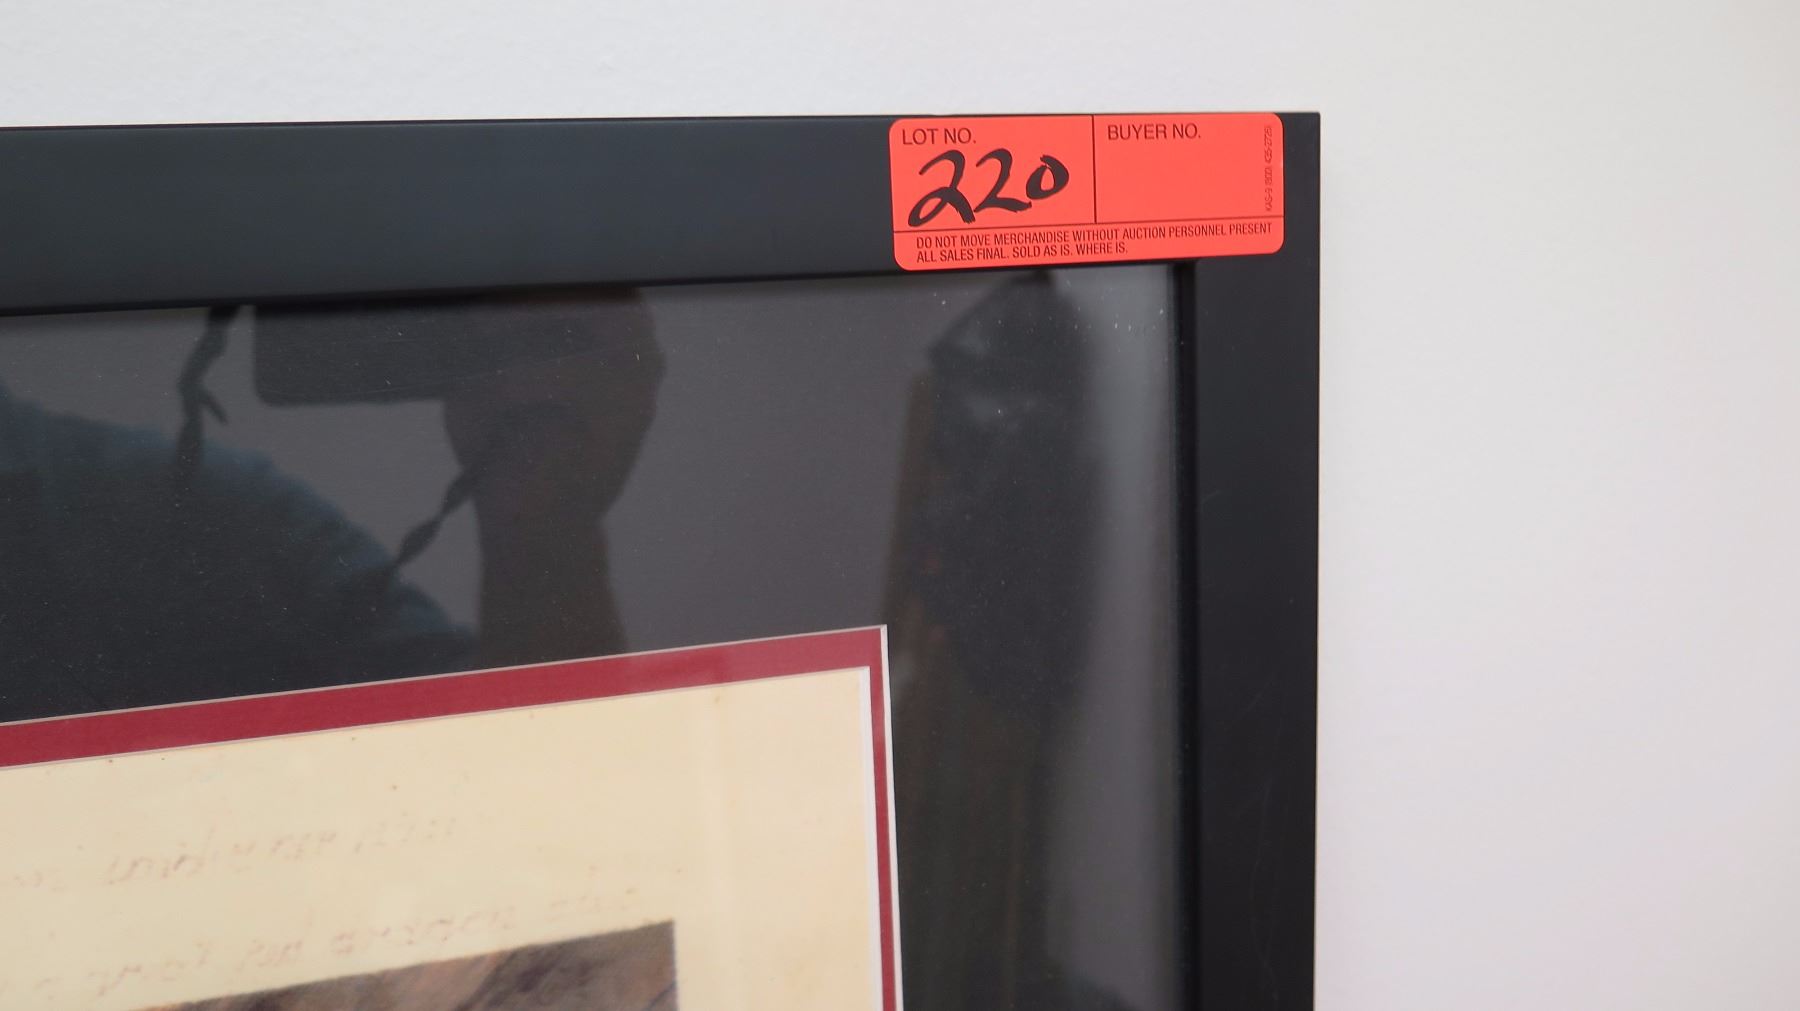 LOT NO.
220
BUYER NO.
DO NOT MOVE MERCHANDISE WITHOUT AUCTION PERSONNEL PRESENT
ALL SALES FINAL. SOLD AS IS. WHERE IS.